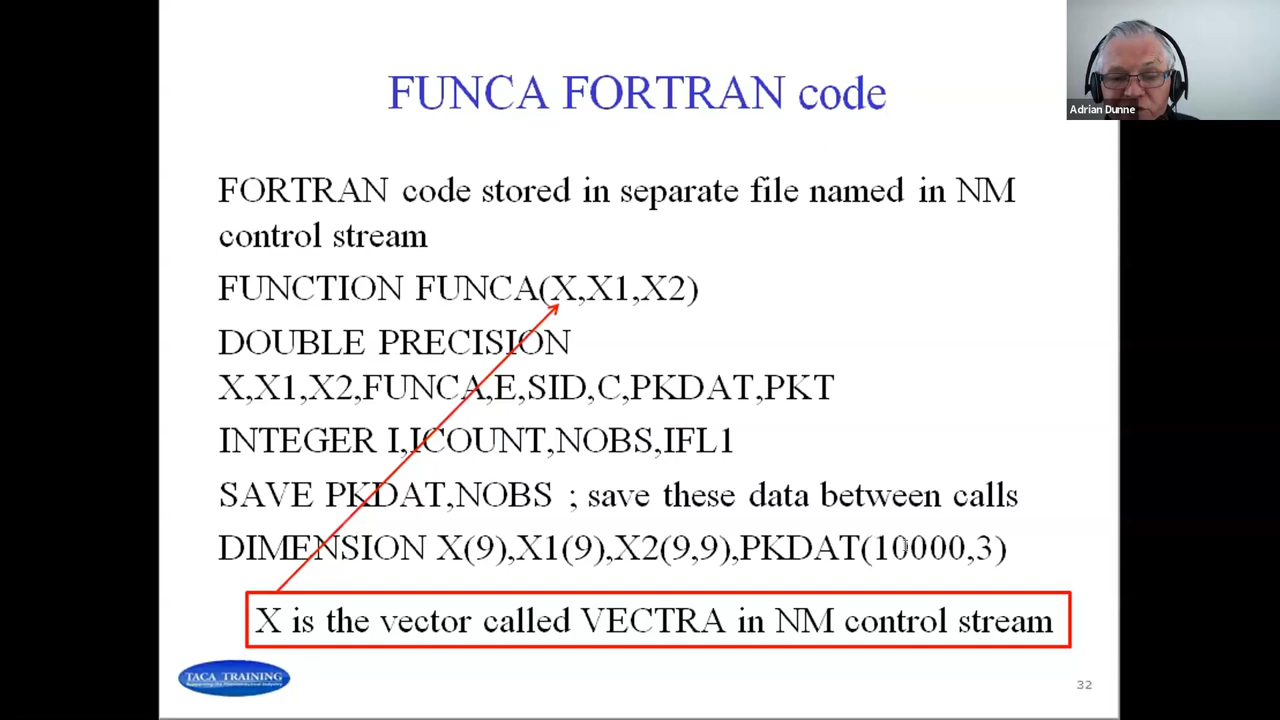 FUNCA FORTRAN code
Adrian Dunne
FORTRAN code stored in separate file named in NM
control stream
FUNCTION FUNCA(X,X1,X2)
DOUBLE PRECISION
X,X1,X2,FUNCA,E,SID,C,PKDAT,PKT
INTEGER I,ICOUNT,NOBS,IFL1
SAVE PKDAT,NOBS ; save these data between calls
DIMENSION X(9),X1(9),X2(9,9),PKDAT(10000,3)
X is the vector called VECTRA in NM control stream
TACA TRAINING
32